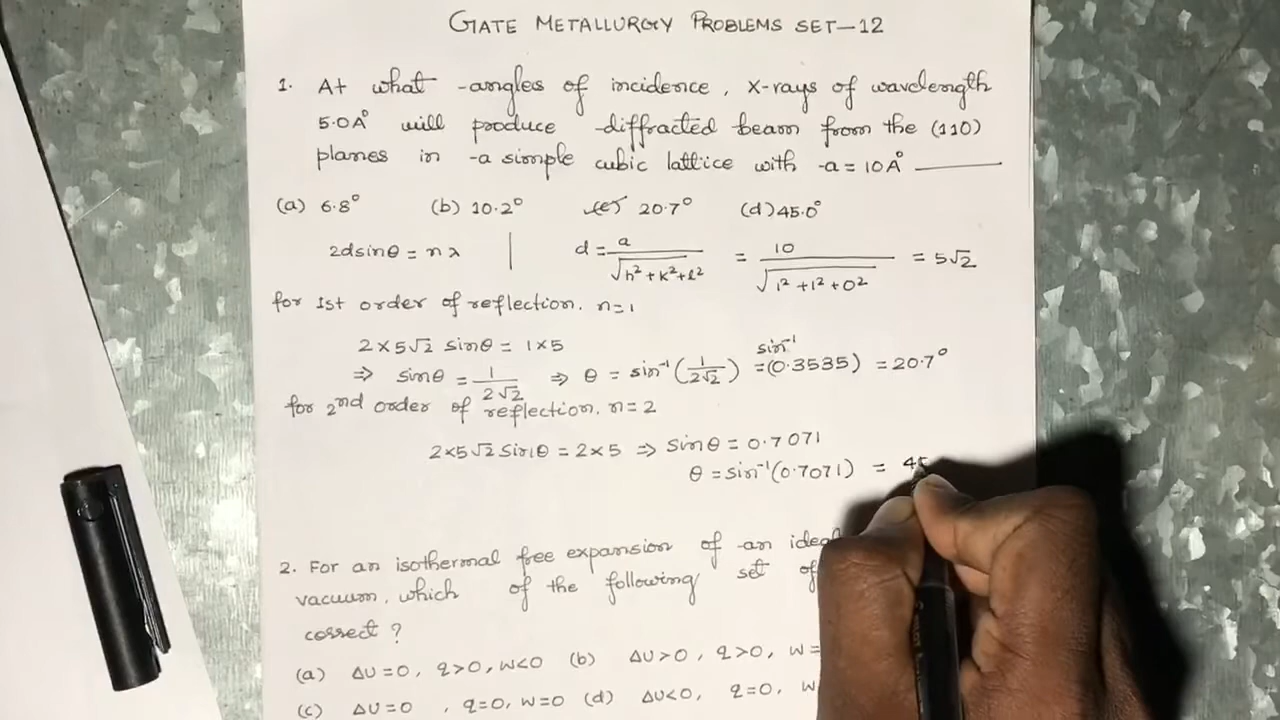 GATE METALLURGY PROBLEMS SET-12
1. At what angles of incidence, X-rays of wavelength
5.0A° will produce diffracted beam from the (110)
planes in a simple cubic lattice with a = 10A° ______
(a) 6.8° (b) 10.2° (c) 20.7° (d) 45.0°
2dsinθ = nλ | d = a/√h²+k²+l² = 10/√1²+1²+0² = 5√2
for 1st order of reflection. n=1
2×5√2 sinθ = 1×5
⇒ sinθ = 1/2√2 ⇒ θ = sin⁻¹(1/2√2) = sin⁻¹(0.3535) = 20.7°
for 2nd order of reflection. n=2
2×5√2 Sinθ = 2×5 ⇒ sinθ = 0.7071
θ = sin⁻¹(0.7071) = 45
2. For an isothermal free expansion of an ideal
vacuum, which of the following set of
correct?
(a) ΔU=0, q>0, W<0 (b) ΔU>0, q>0, W=
(c) ΔU=0, q=0, W=0 (d) ΔU<0, q=0, W